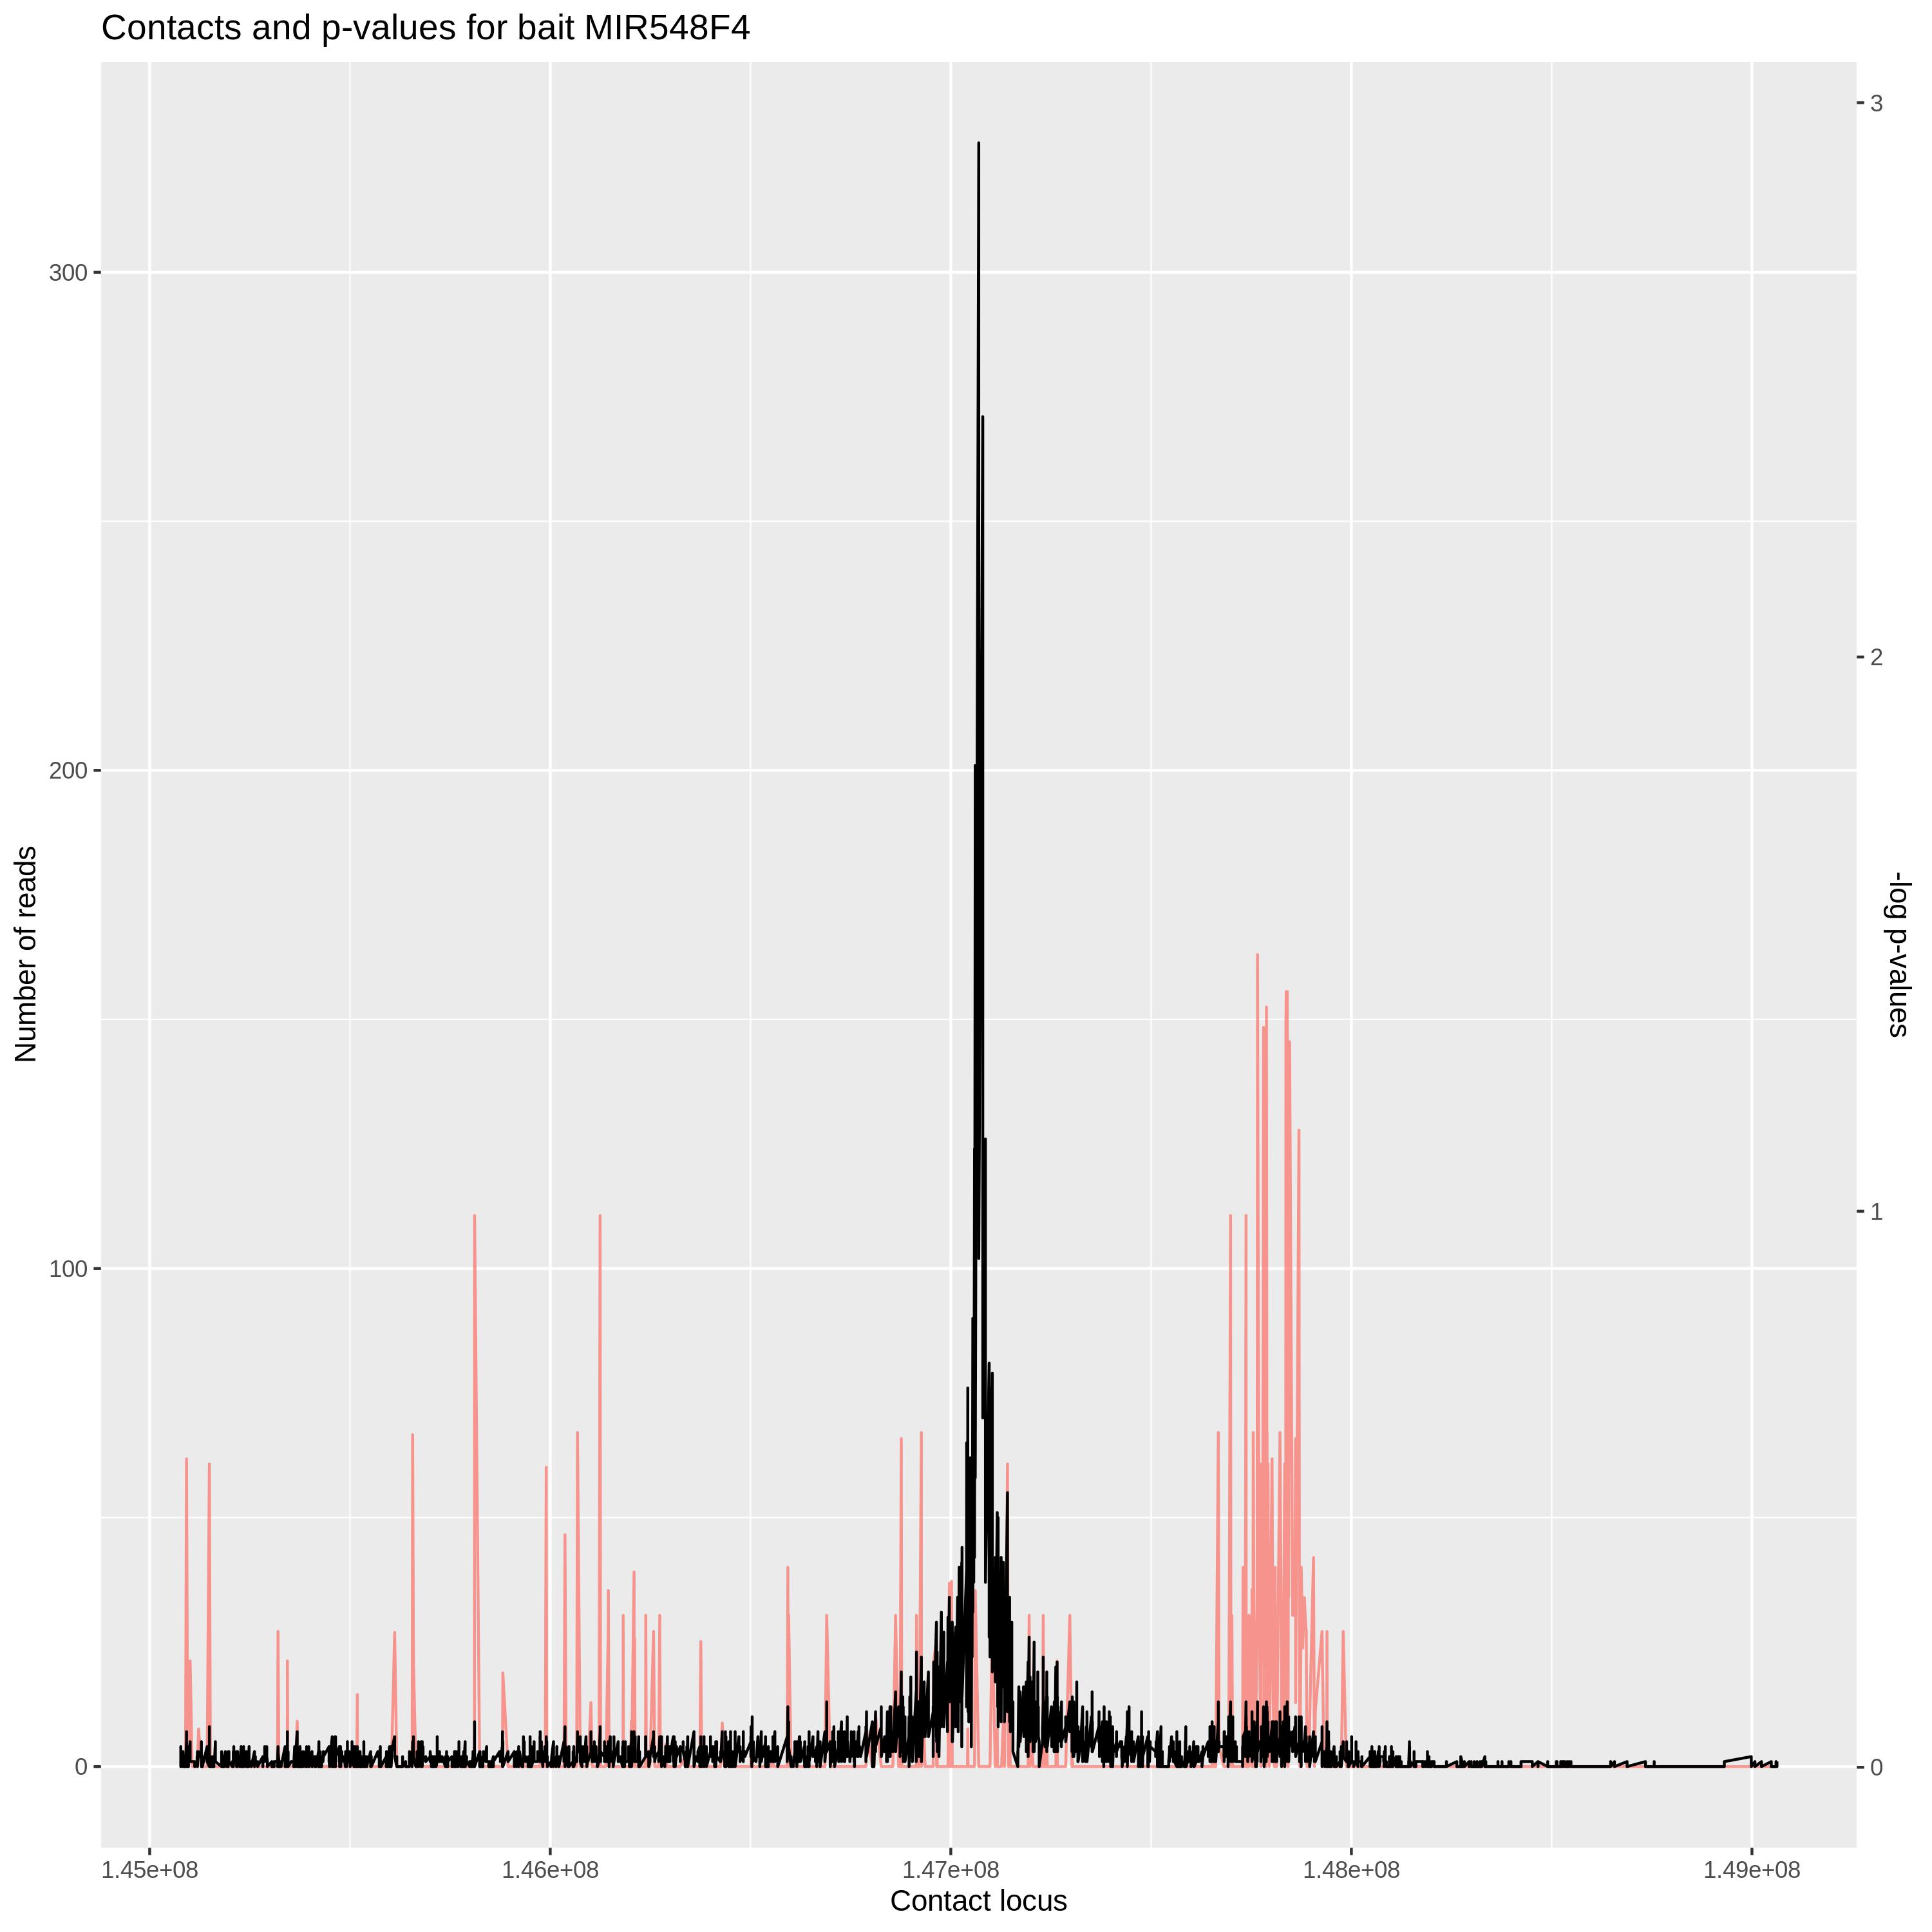 Contacts and p-values for bait MIR548F4
300
200
100
0
Number of reads
3
2
1
0
-log p-values
1.45e+08
1.46e+08
1.47e+08
1.48e+08
1.49e+08
Contact locus